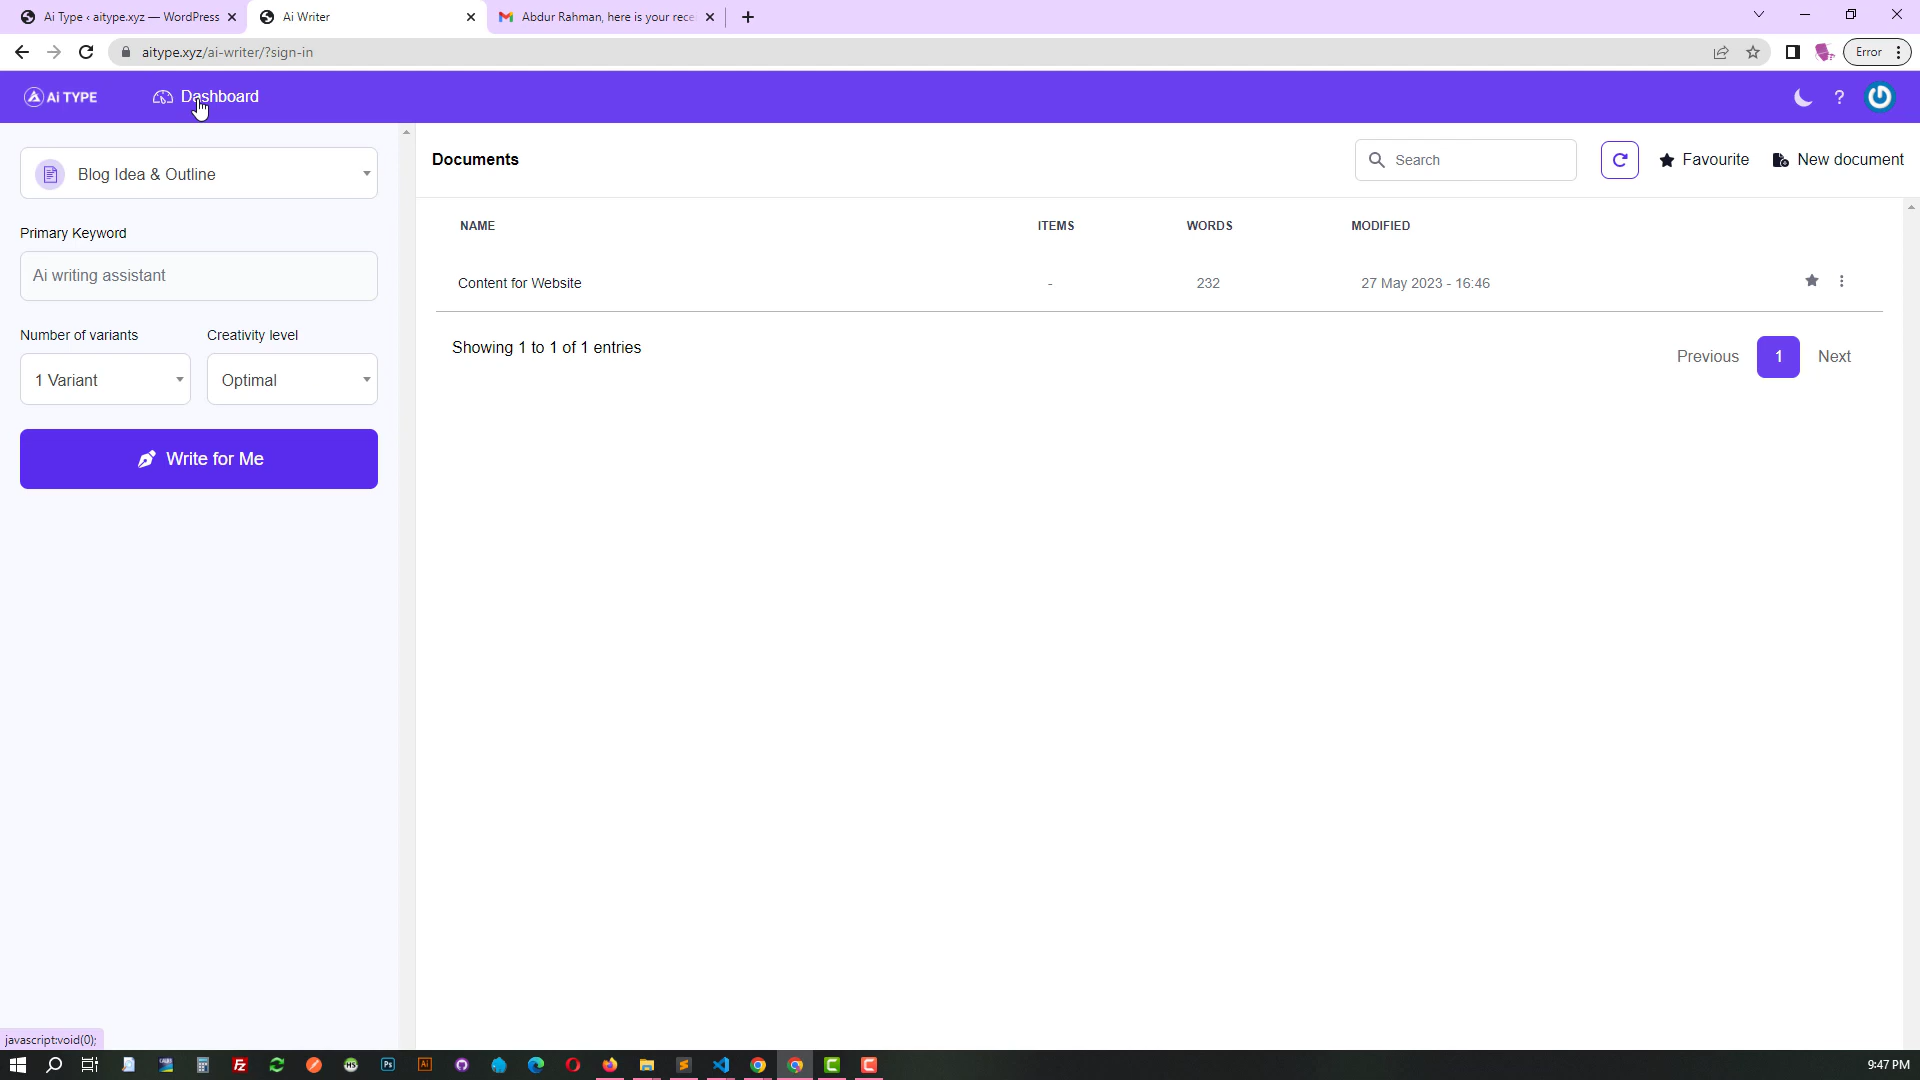 Ai Type ‹ aitype.xyz — WordPress
Ai Writer
Abdur Rahman, here is your rece
aitype.xyz/ai-writer/?sign-in
Error
Ai TYPE
Dashboard
?
Blog Idea & Outline
Documents
Search
Favourite
New document
NAME
ITEMS
WORDS
MODIFIED
Primary Keyword
Ai writing assistant
Content for Website
-
232
27 May 2023 - 16:46
Number of variants
Creativity level
Showing 1 to 1 of 1 entries
Previous
1
Next
1 Variant
Optimal
Write for Me
javascript:void(0);
Fz
Ps
Ai
9:47 PM